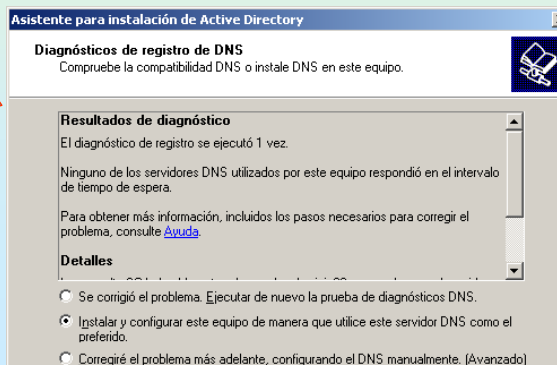 Asistente para instalación de Active Directory
Diagnósticos de registro de DNS
Compruebe la compatibilidad DNS o instale DNS en este equipo.
Resultados de diagnóstico
El diagnóstico de registro se ejecutó 1 vez.
Ninguno de los servidores DNS utilizados por este equipo respondió en el intervalo
de tiempo de espera.
Para obtener más información, incluidos los pasos necesarios para corregir el
problema, consulte Ayuda.
Detalles
Se corrigió el problema. Ejecutar de nuevo la prueba de diagnósticos DNS.
Instalar y configurar este equipo de manera que utilice este servidor DNS como el
preferido.
Corregiré el problema más adelante, configurando el DNS manualmente. (Avanzado)